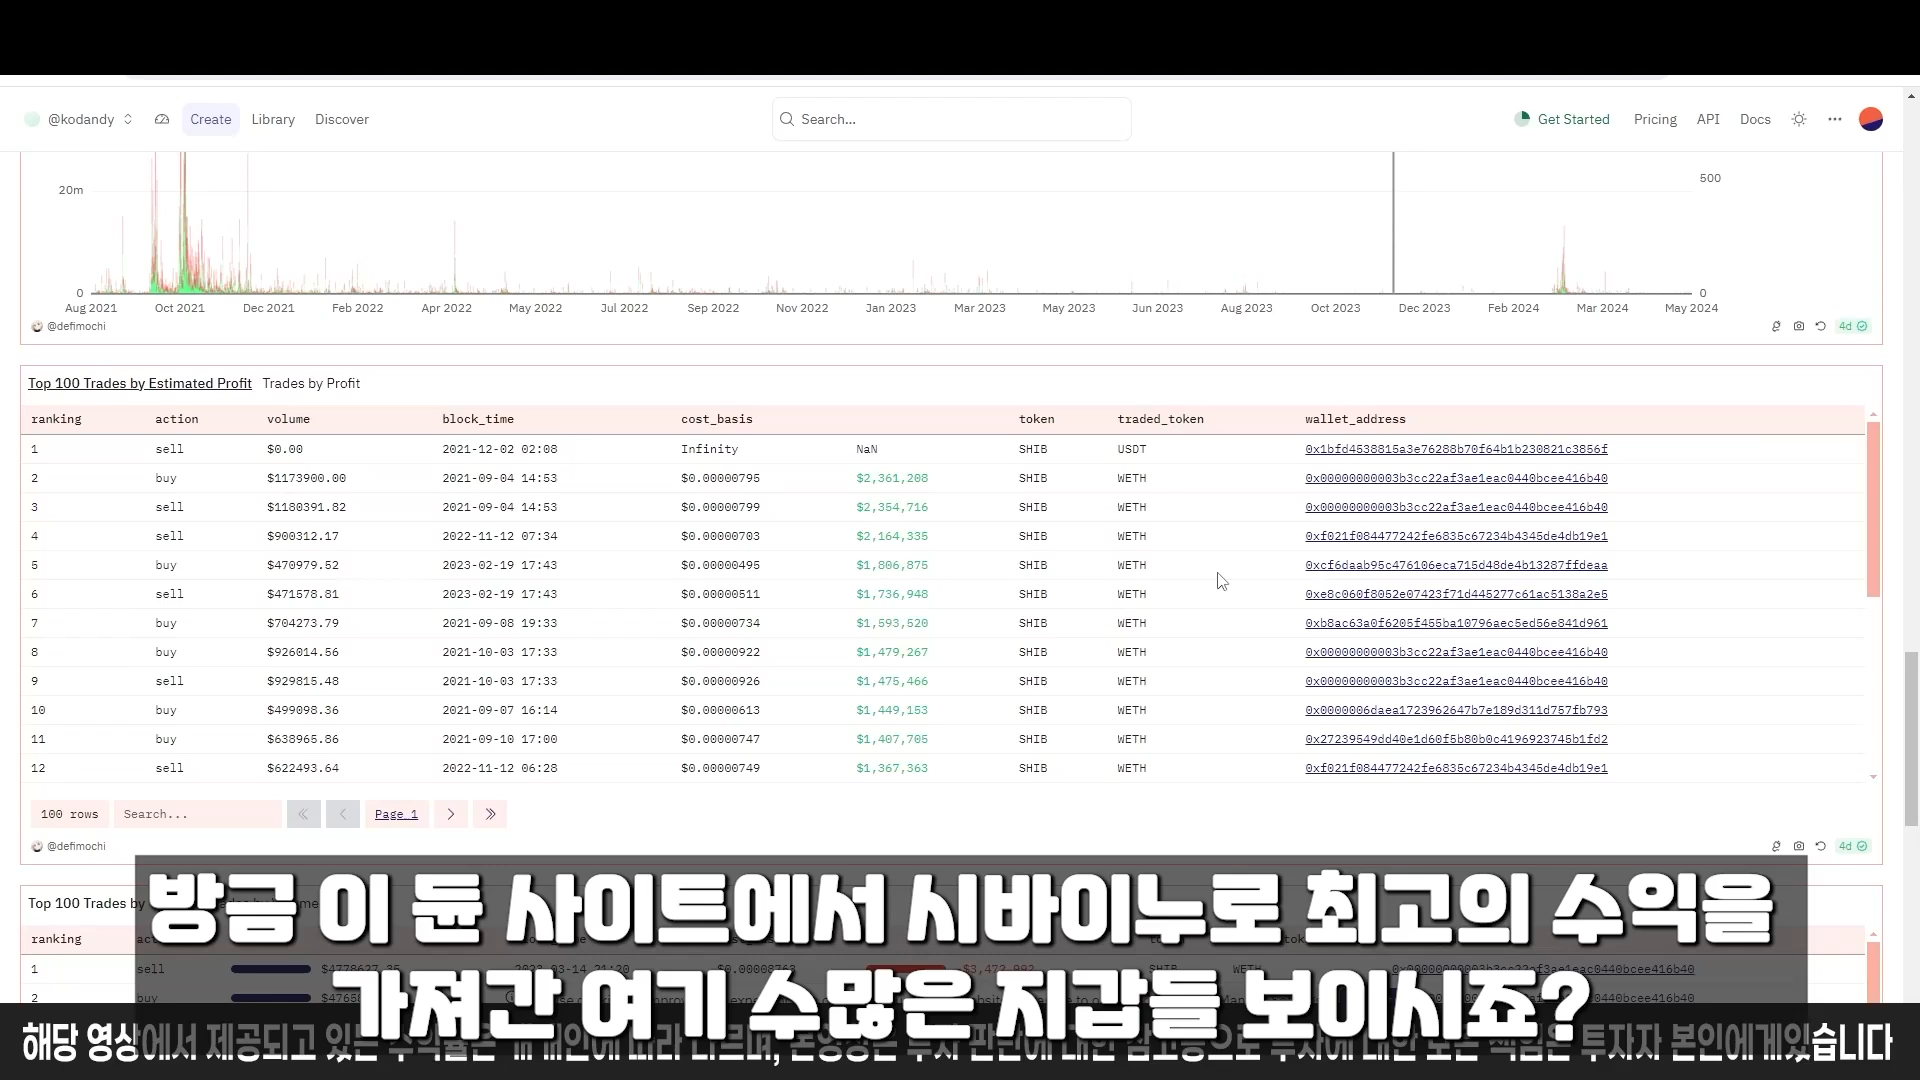 @kodandy Create Library Discover Search... Get Started Pricing API Docs
20m 500
0 0
Aug 2021 Oct 2021 Dec 2021 Feb 2022 Apr 2022 May 2022 Jul 2022 Sep 2022 Nov 2022 Jan 2023 Mar 2023 May 2023 Jun 2023 Aug 2023 Oct 2023 Dec 2023 Feb 2024 Mar 2024 May 2024
@defimochi 4d
Top 100 Trades by Estimated Profit Trades by Profit
ranking action volume block_time cost_basis token traded_token wallet_address
1 sell $0.00 2021-12-02 02:08 Infinity NaN SHIB USDT 0x1bfd4538815a3e76288b70f64b1b230821c3856f
2 buy $1173900.00 2021-09-04 14:53 $0.00000795 $2,361,208 SHIB WETH 0x00000000003b3cc22af3ae1eac0440bcee416b40
3 sell $1180391.82 2021-09-04 14:53 $0.00000799 $2,354,716 SHIB WETH 0x00000000003b3cc22af3ae1eac0440bcee416b40
4 sell $900312.17 2022-11-12 07:34 $0.00000703 $2,164,335 SHIB WETH 0xf021f084477242fe6835c67234b4345de4db19e1
5 buy $470979.52 2023-02-19 17:43 $0.00000495 $1,806,875 SHIB WETH 0xcf6daab95c476106eca715d48de4b13287ffdeaa
6 sell $471578.81 2023-02-19 17:43 $0.00000511 $1,736,948 SHIB WETH 0xe8c060f8052e07423f71d445277c61ac5138a2e5
7 buy $704273.79 2021-09-08 19:33 $0.00000734 $1,593,520 SHIB WETH 0xb8ac63a0f6205f455ba10796aec5ed56e841d961
8 buy $926014.56 2021-10-03 17:33 $0.00000922 $1,479,267 SHIB WETH 0x00000000003b3cc22af3ae1eac0440bcee416b40
9 sell $929815.48 2021-10-03 17:33 $0.00000926 $1,475,466 SHIB WETH 0x00000000003b3cc22af3ae1eac0440bcee416b40
10 buy $499098.36 2021-09-07 16:14 $0.00000613 $1,449,153 SHIB WETH 0x0000006daea1723962647b7e189d311d757fb793
11 buy $638965.86 2021-09-10 17:00 $0.00000747 $1,407,705 SHIB WETH 0x27239549dd40e1d60f5b80b0c4196923745b1fd2
12 sell $622493.64 2022-11-12 06:28 $0.00000749 $1,367,363 SHIB WETH 0xf021f084477242fe6835c67234b4345de4db19e1
100 rows Search... Page 1
@defimochi 4d
Top 100 Trades by
방금 이 듄 사이트에서 시바이누로 최고의 수익을
ranking
1 sell
2 buy
가져간 여기 수많은 지갑들 보이시죠?
해당 영상에서 제공되고 있는 투자자 본인에게있습니다